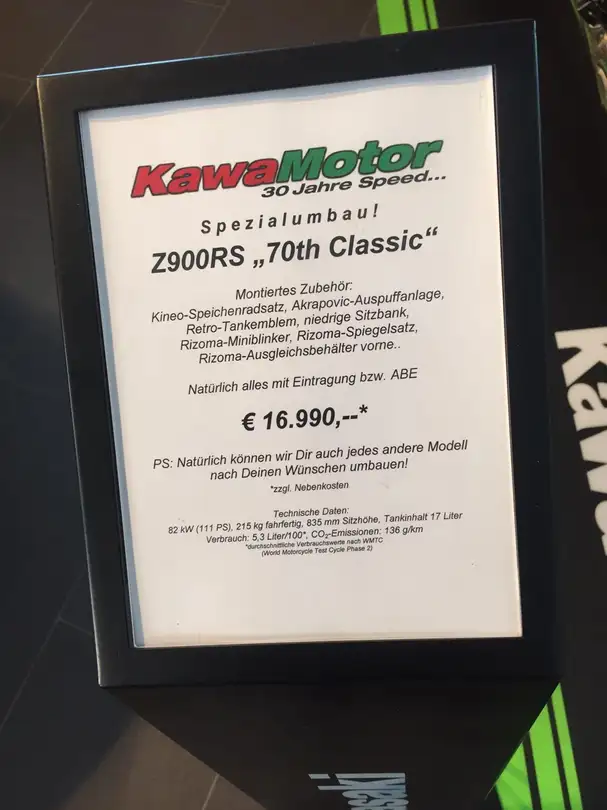 KawaMotor
30 Jahre Speed...
Spezialumbau!
Z900RS „70th Classic“
Montiertes Zubehör:
Kineo-Speichenradsatz, Akrapovic-Auspuffanlage,
Retro-Tankemblem, niedrige Sitzbank,
Rizoma-Miniblinker, Rizoma-Spiegelsatz,
Rizoma-Ausgleichsbehälter vorne..
Natürlich alles mit Eintragung bzw. ABE
€ 16.990,--*
PS: Natürlich können wir Dir auch jedes andere Modell
nach Deinen Wünschen umbauen!
*zzgl. Nebenkosten
Technische Daten:
82 kW (111 PS), 215 kg fahrfertig, 835 mm Sitzhöhe, Tankinhalt 17 Liter
Verbrauch: 5,3 Liter/100*, CO₂-Emissionen: 136 g/km
*durchschnittliche Verbrauchswerte nach WMTC
(World Motorcycle Test Cycle Phase 2)
Kawa